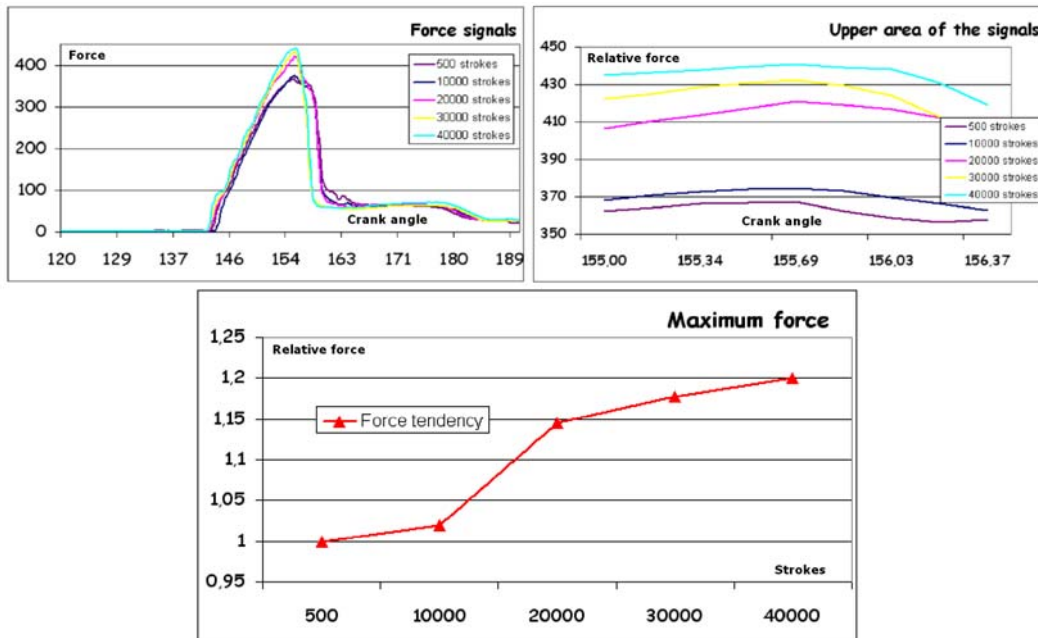 Force signals
Force
400
300
200
100
0
500 strokes
10000 strokes
20000 strokes
30000 strokes
40000 strokes
Crank angle
120 129 137 146 154 163 171 180 189
Upper area of the signals
Relative force
450
430
410
390
370
350
500 strokes
10000 strokes
20000 strokes
30000 strokes
40000 strokes
Crank angle
155,00 155,34 155,69 156,03 156,37
Maximum force
Relative force
1,25
1,2
1,15
1,1
1,05
1
0,95
Force tendency
Strokes
500 10000 20000 30000 40000